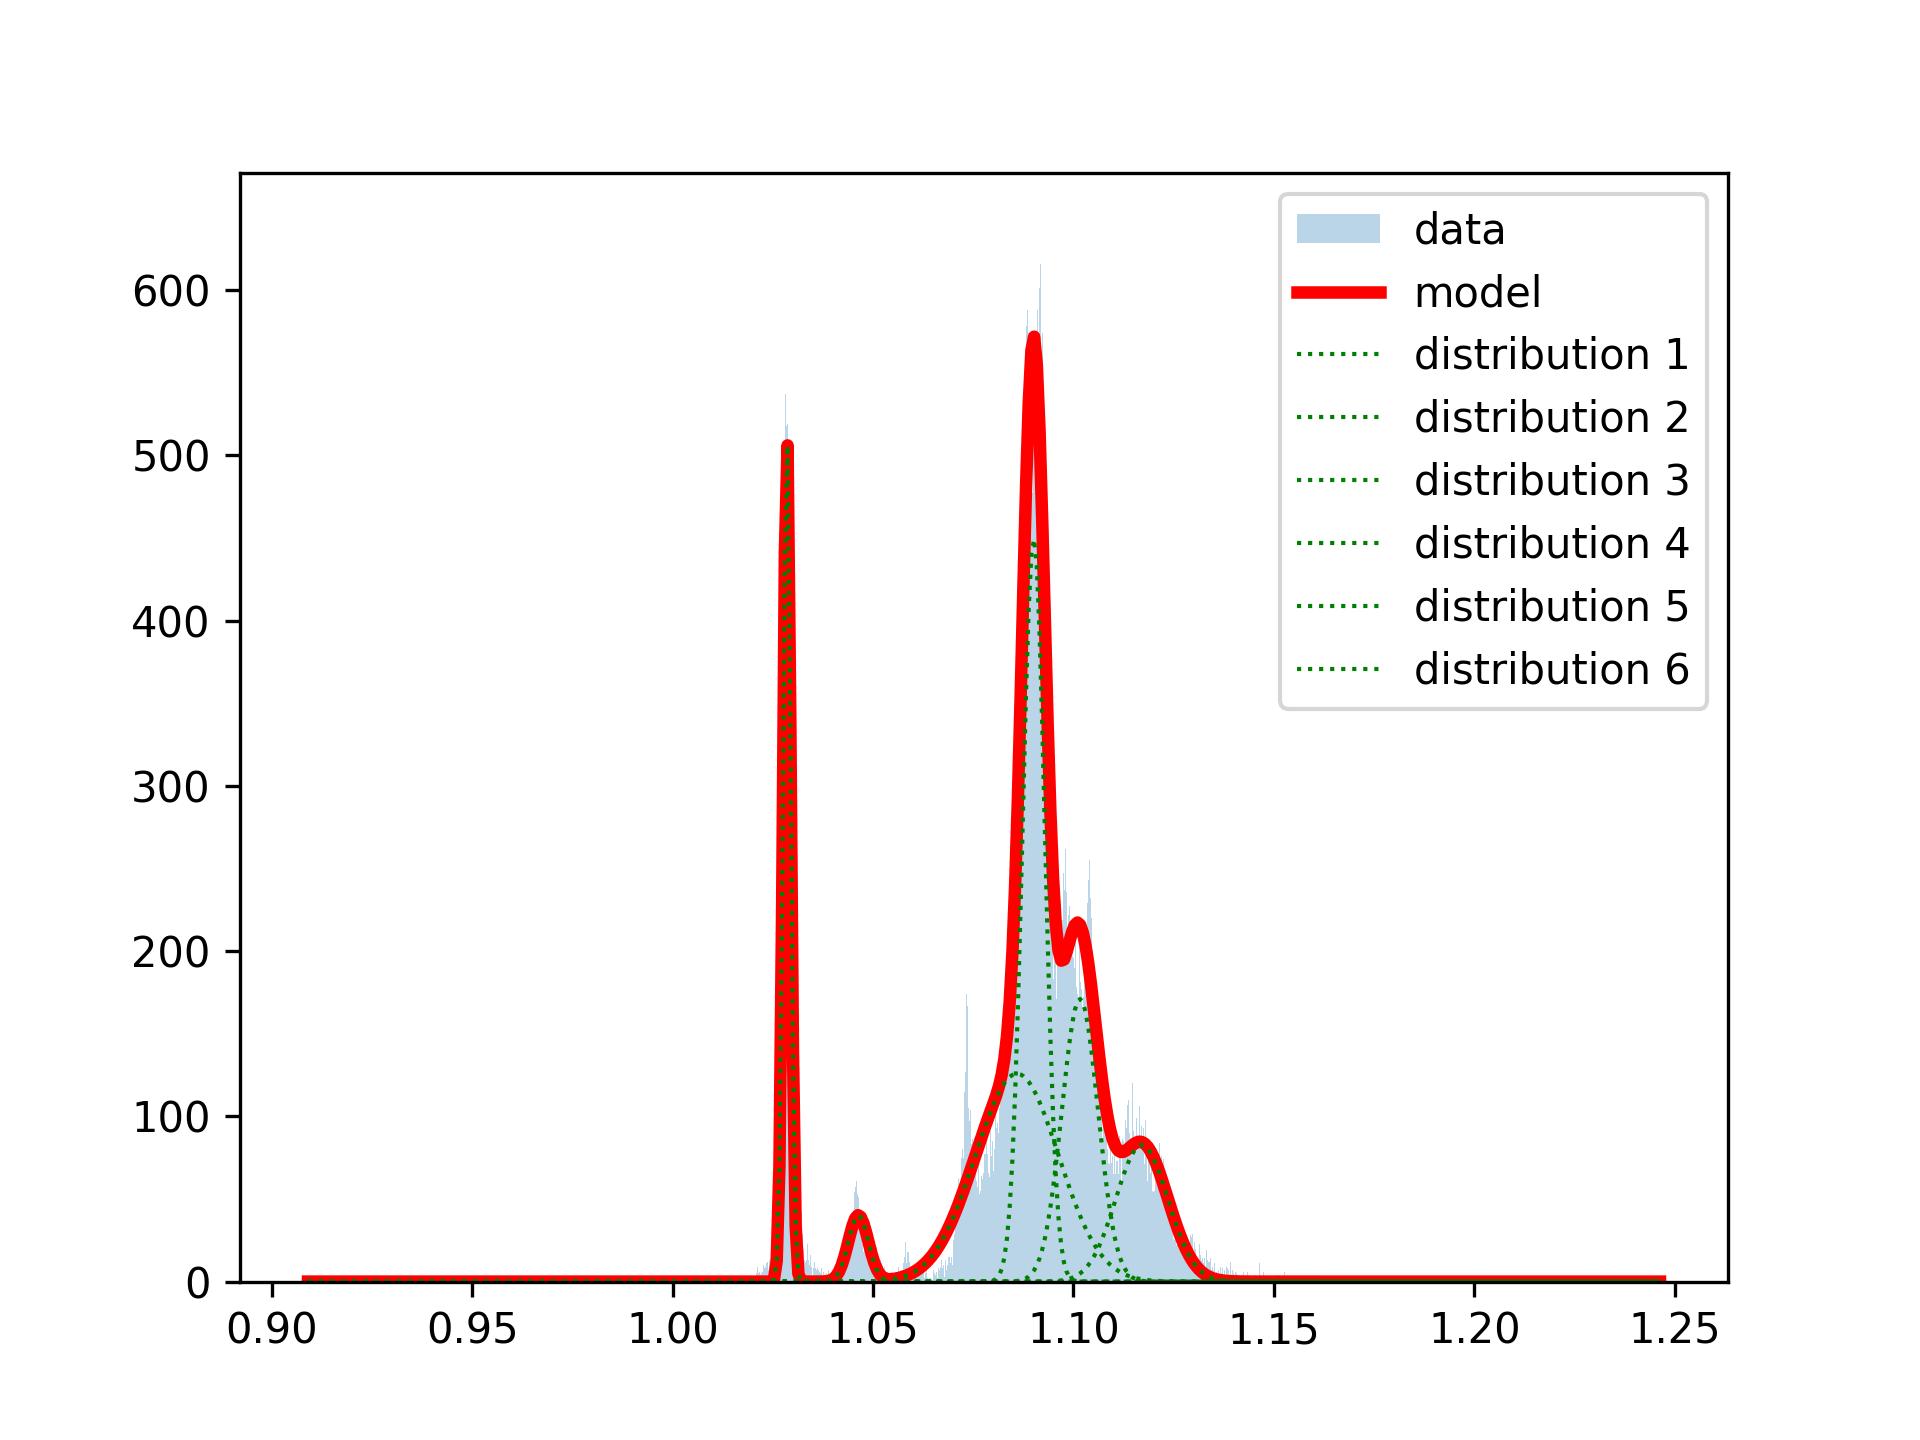 600
500
400
300
200
100
0
0.90 0.95 1.00 1.05 1.10 1.15 1.20 1.25
data
model
distribution 1
distribution 2
distribution 3
distribution 4
distribution 5
distribution 6